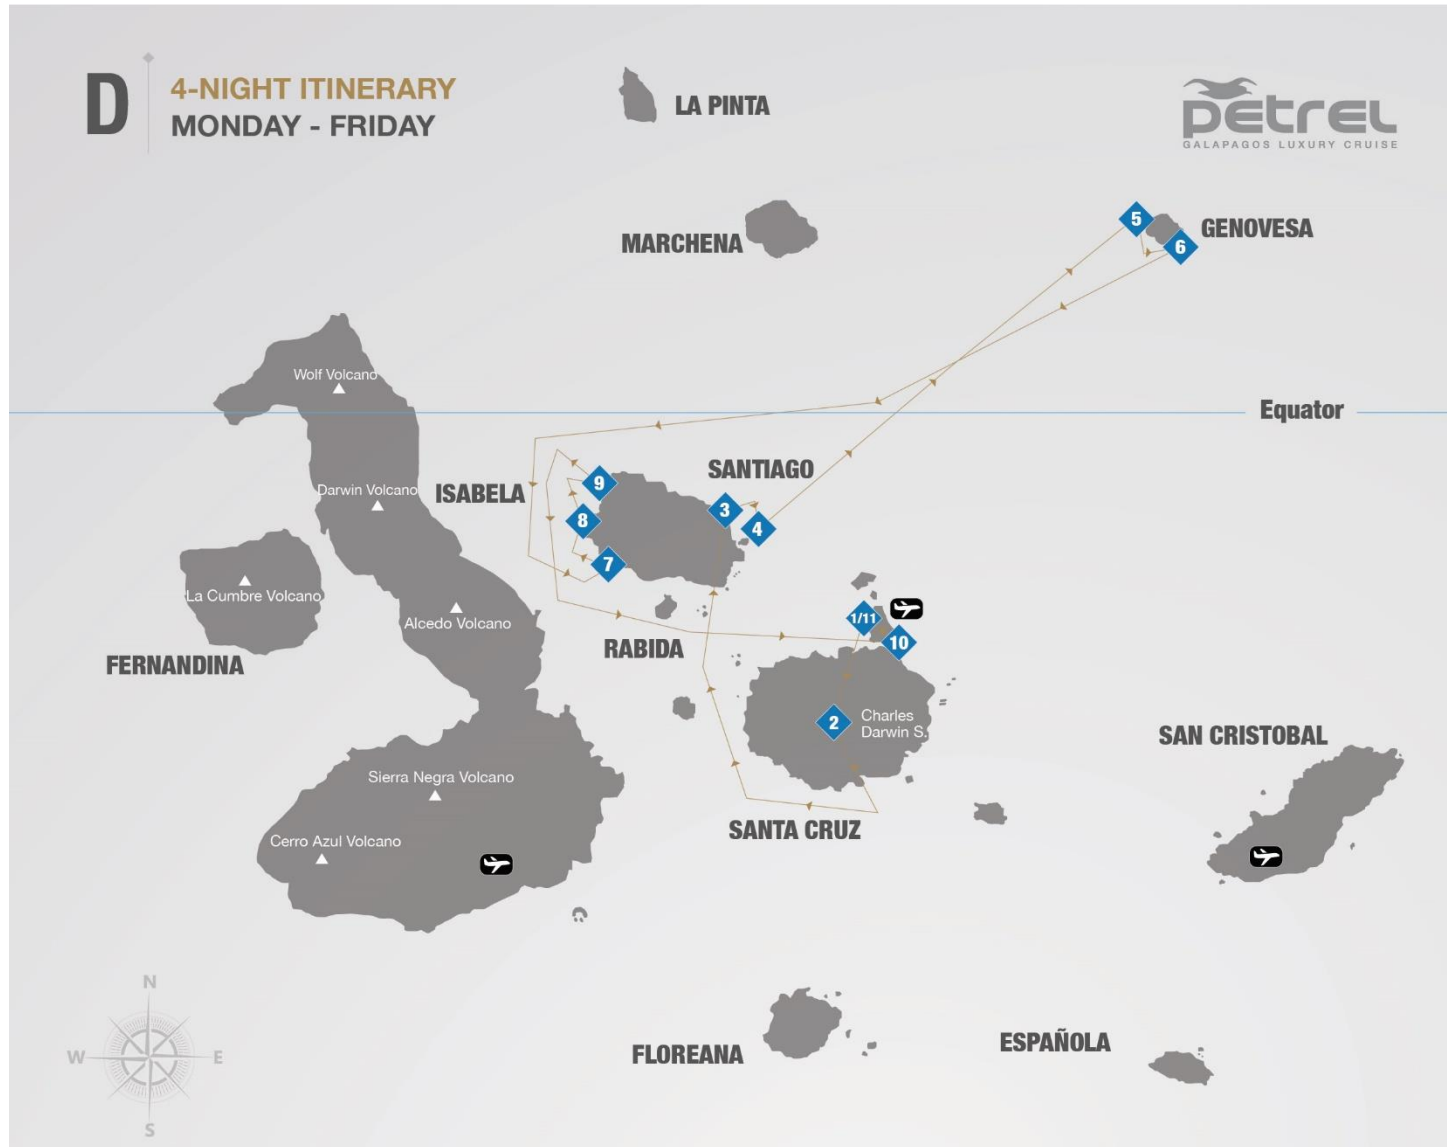 D
4-NIGHT ITINERARY
MONDAY - FRIDAY
LA PINTA
petrel
GALAPAGOS LUXURY CRUISE
MARCHENA
5
6
GENOVESA
Wolf Volcano
Equator
Darwin Volcano
ISABELA
9
SANTIAGO
8
3
4
7
La Cumbre Volcano
Alcedo Volcano
FERNANDINA
RABIDA
1/11
10
2
Charles
Darwin S.
SAN CRISTOBAL
Sierra Negra Volcano
Cerro Azul Volcano
SANTA CRUZ
N
W
E
S
FLOREANA
ESPAÑOLA